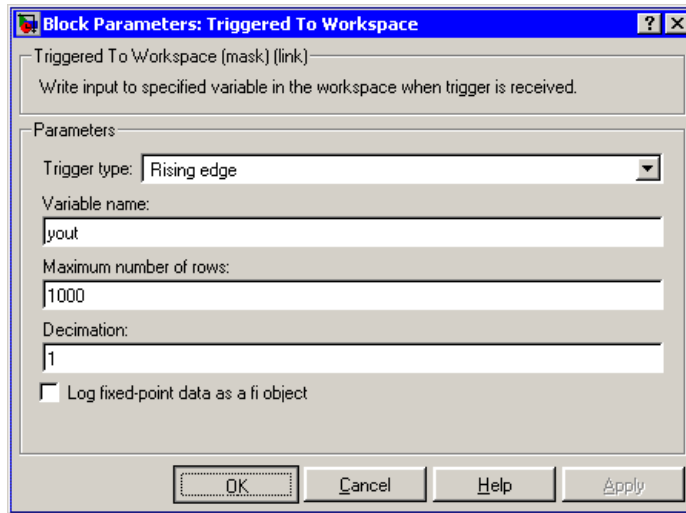 Block Parameters: Triggered To Workspace
Triggered To Workspace (mask) (link)
Write input to specified variable in the workspace when trigger is received.
Parameters
Trigger type: Rising edge
Variable name:
yout
Maximum number of rows:
1000
Decimation:
1
Log fixed-point data as a fi object
OK Cancel Help Apply